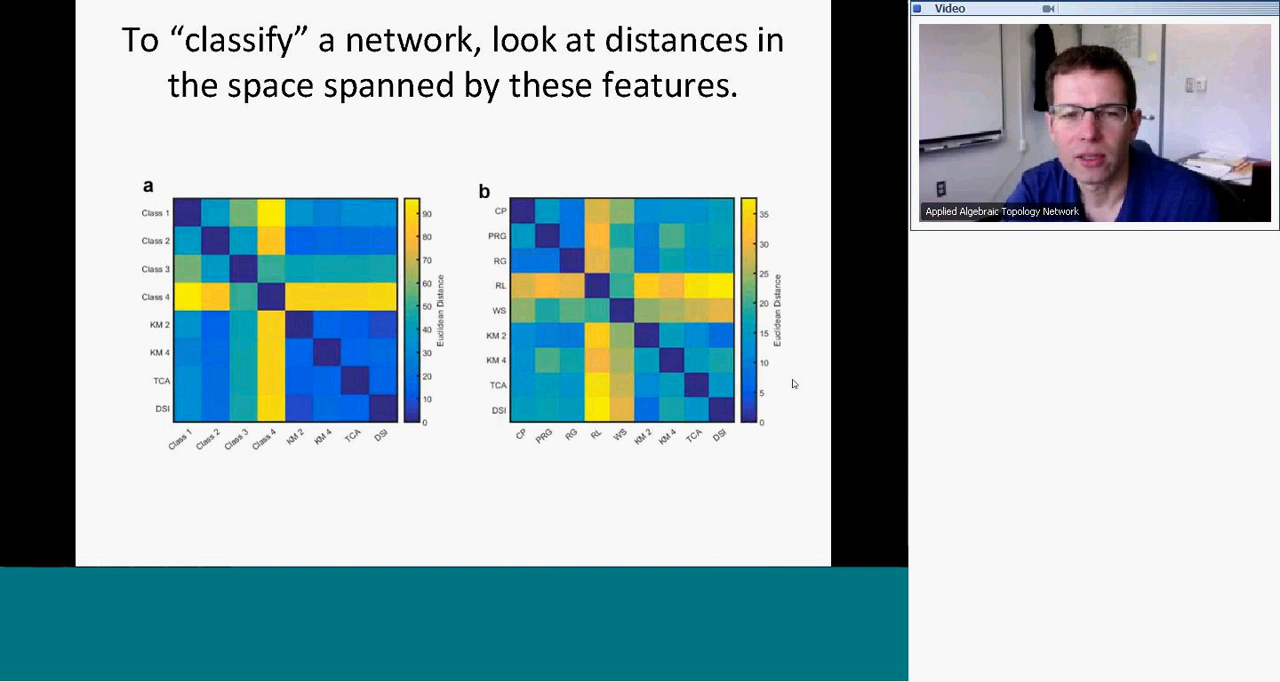 To “classify” a network, look at distances in
the space spanned by these features.
a
Class 1
Class 2
Class 3
Class 4
KM 2
KM 4
TCA
DSI
Class 1 Class 2 Class 3 Class 4 KM 2 KM 4 TCA DSI
90
80
70
60
50
40
30
20
10
0
Euclidean Distance
b
CP
PRG
RG
RL
WS
KM 2
KM 4
TCA
DSI
CP PRG RG RL WS KM 2 KM 4 TCA DSI
35
30
25
20
15
10
5
0
Euclidean Distance
Video
Applied Algebraic Topology Network